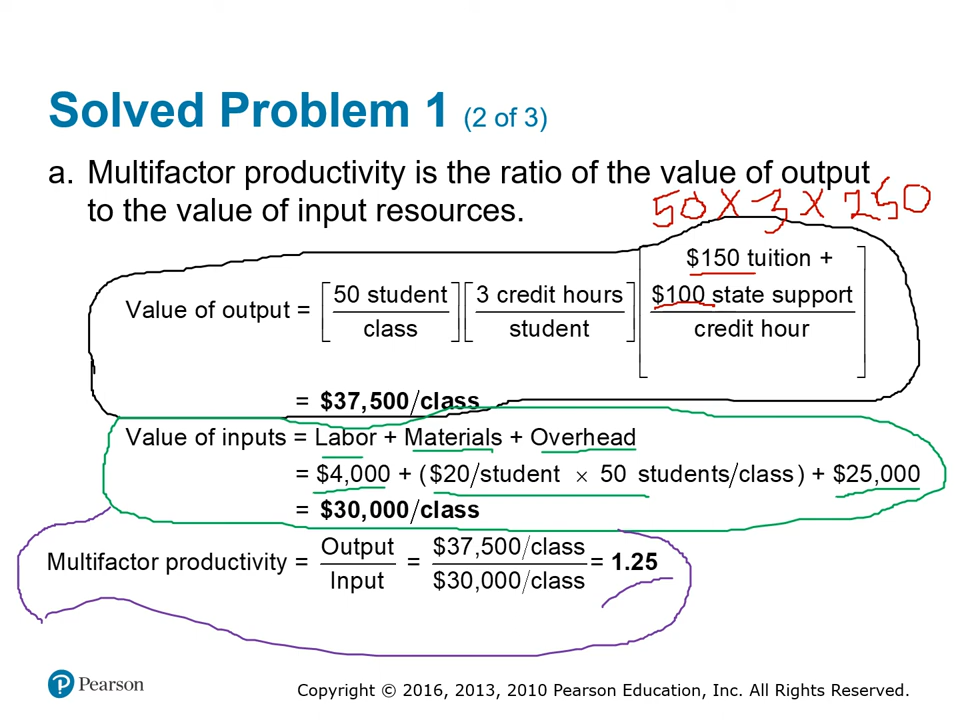 Solved Problem 1 (2 of 3)
a. Multifactor productivity is the ratio of the value of output
to the value of input resources.
50 X 3 X 250
Value of output = [50 student / class] [3 credit hours / student] [$150 tuition + $100 state support / credit hour]
= $37,500/class
Value of inputs = Labor + Materials + Overhead
= $4,000 + ($20/student × 50 students/class) + $25,000
= $30,000/class
Multifactor productivity = Output / Input = $37,500/class / $30,000/class = 1.25
P Pearson
Copyright © 2016, 2013, 2010 Pearson Education, Inc. All Rights Reserved.